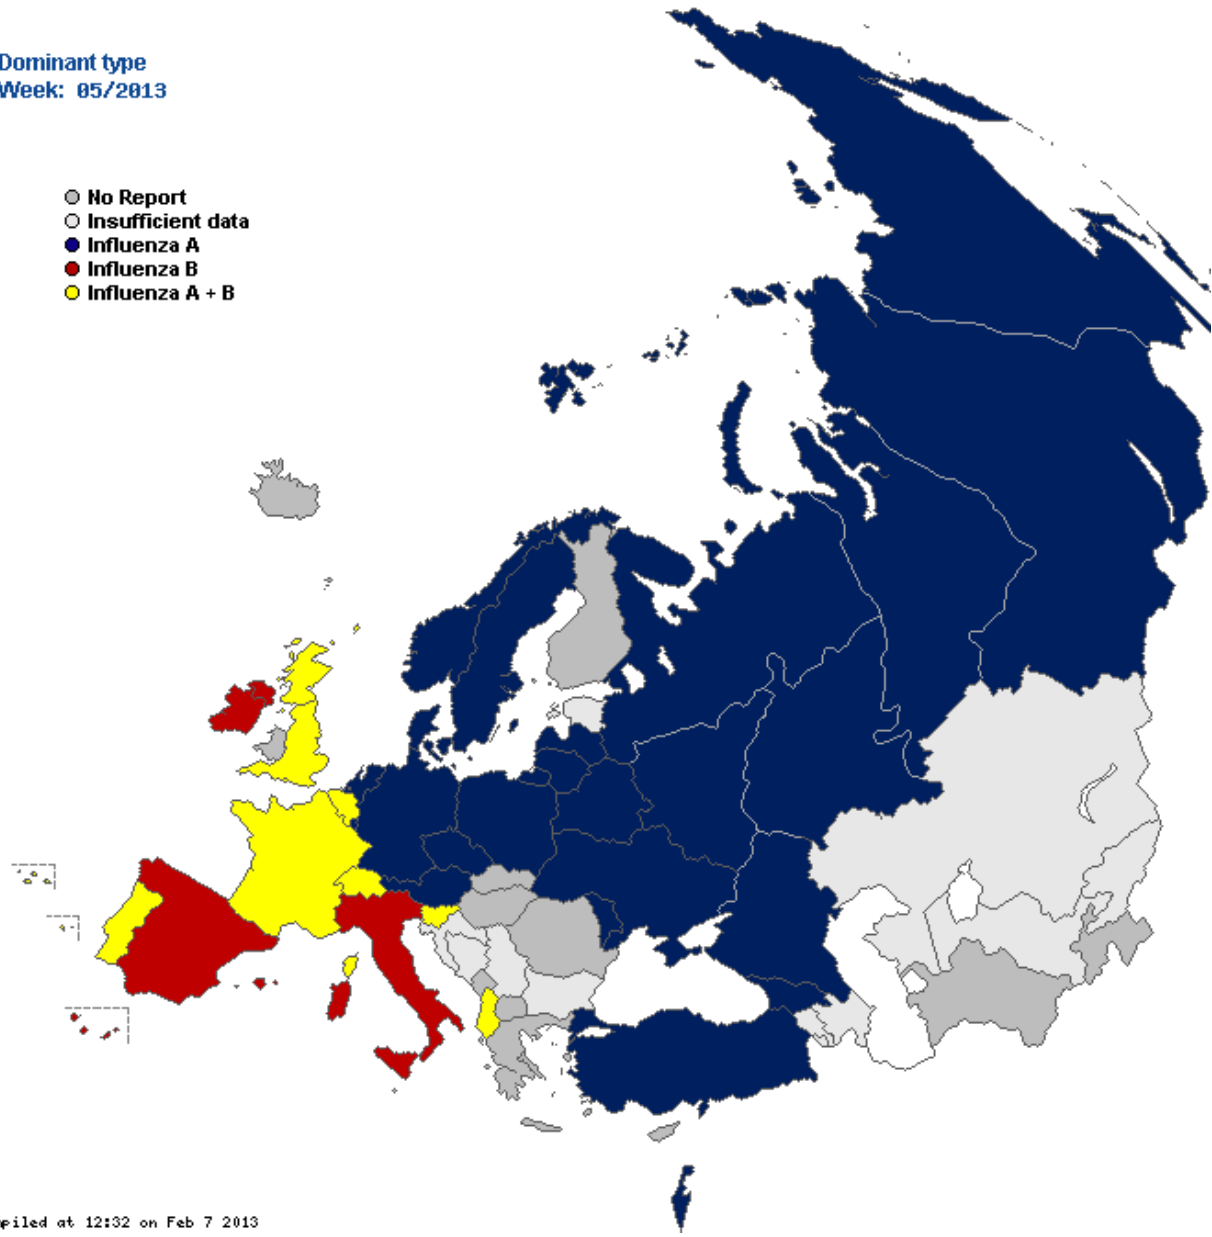 Dominant type
Week: 05/2013
No Report
Insufficient data
Influenza A
Influenza B
Influenza A + B
piled at 12:32 on Feb 7 2013